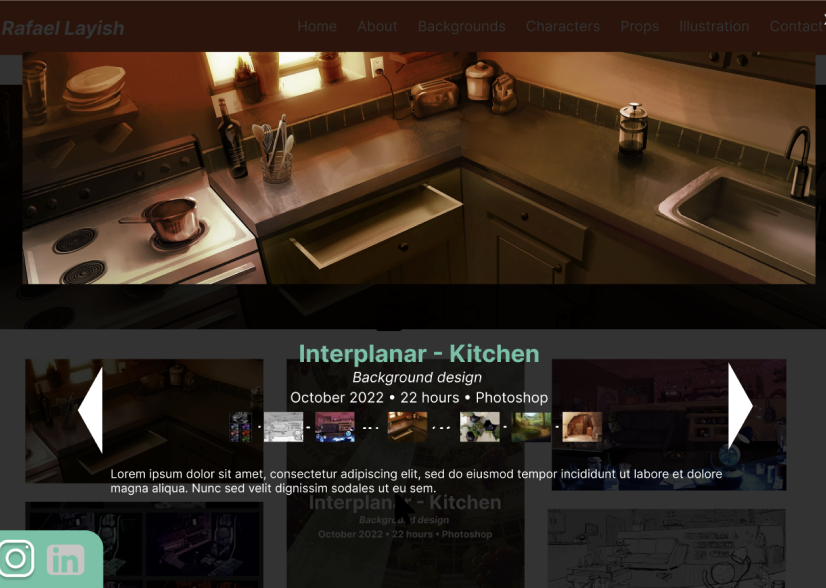 Rafael Layish
Home About Backgrounds Characters Props Illustration Contact
Interplanar - Kitchen
Background design
October 2022 • 22 hours • Photoshop
Lorem ipsum dolor sit amet, consectetur adipiscing elit, sed do eiusmod tempor incididunt ut labore et dolore
magna aliqua. Nunc sed velit dignissim sodales ut eu sem.
Interplanar - Kitchen
Background design
October 2022 • 22 hours • Photoshop
in